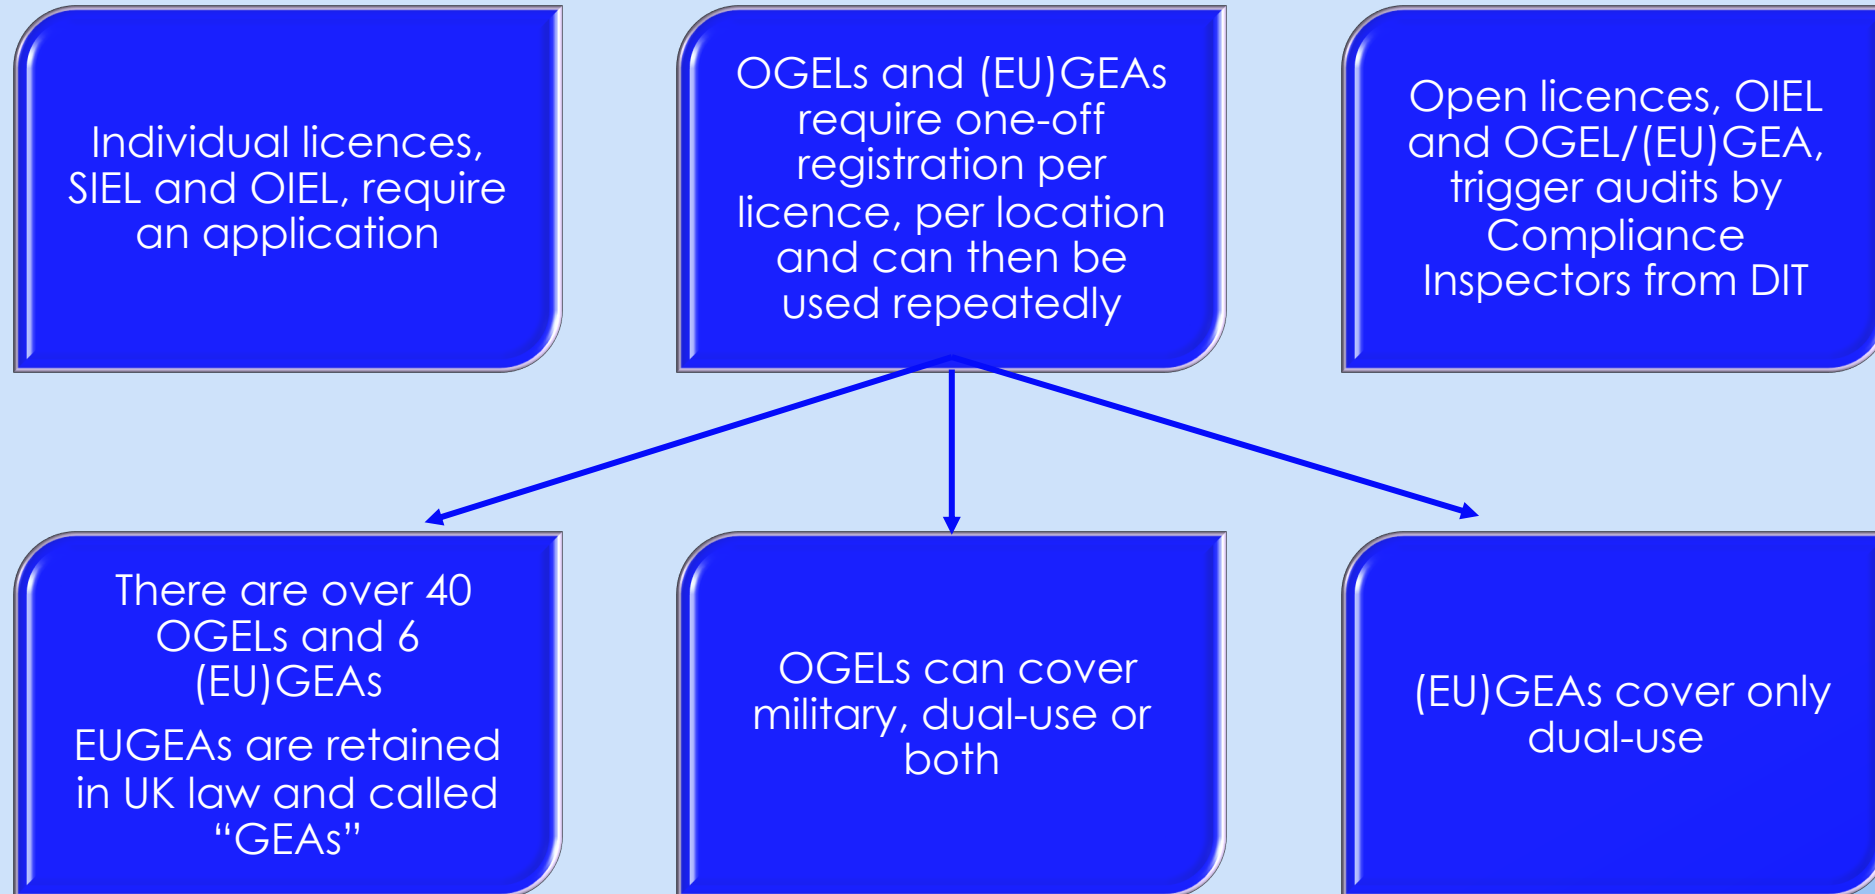 Individual licences,
SIEL and OIEL, require
an application
OGELs and (EU)GEAs
require one-off
registration per
licence, per location
and can then be
used repeatedly
Open licences, OIEL
and OGEL/(EU)GEA,
trigger audits by
Compliance
Inspectors from DIT
There are over 40
OGELs and 6
(EU)GEAs
EUGEAs are retained
in UK law and called
“GEAs”
OGELs can cover
military, dual-use or
both
(EU)GEAs cover only
dual-use